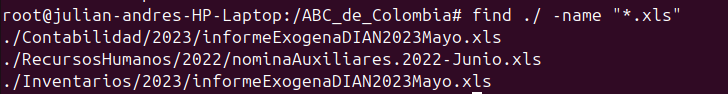 root@julian-andres-HP-Laptop:/ABC_de_Colombia# find ./ -name "*.xls"
./Contabilidad/2023/informeExogenaDIAN2023Mayo.xls
./RecursosHumanos/2022/nominaAuxiliares.2022-Junio.xls
./Inventarios/2023/informeExogenaDIAN2023Mayo.xls